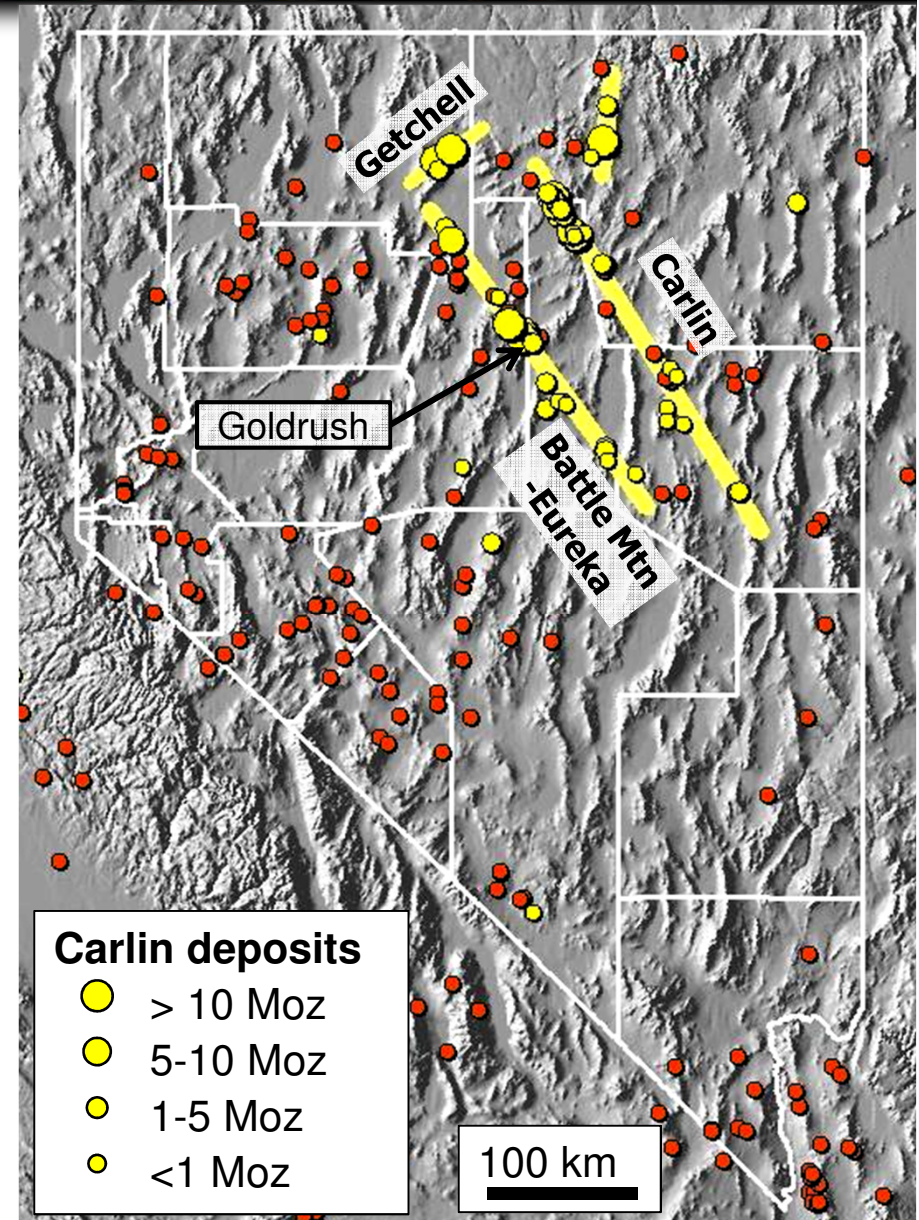 Getchell
Carlin
Goldrush
Battle Mtn
-Eureka
Carlin deposits
> 10 Moz
5-10 Moz
1-5 Moz
<1 Moz
100 km